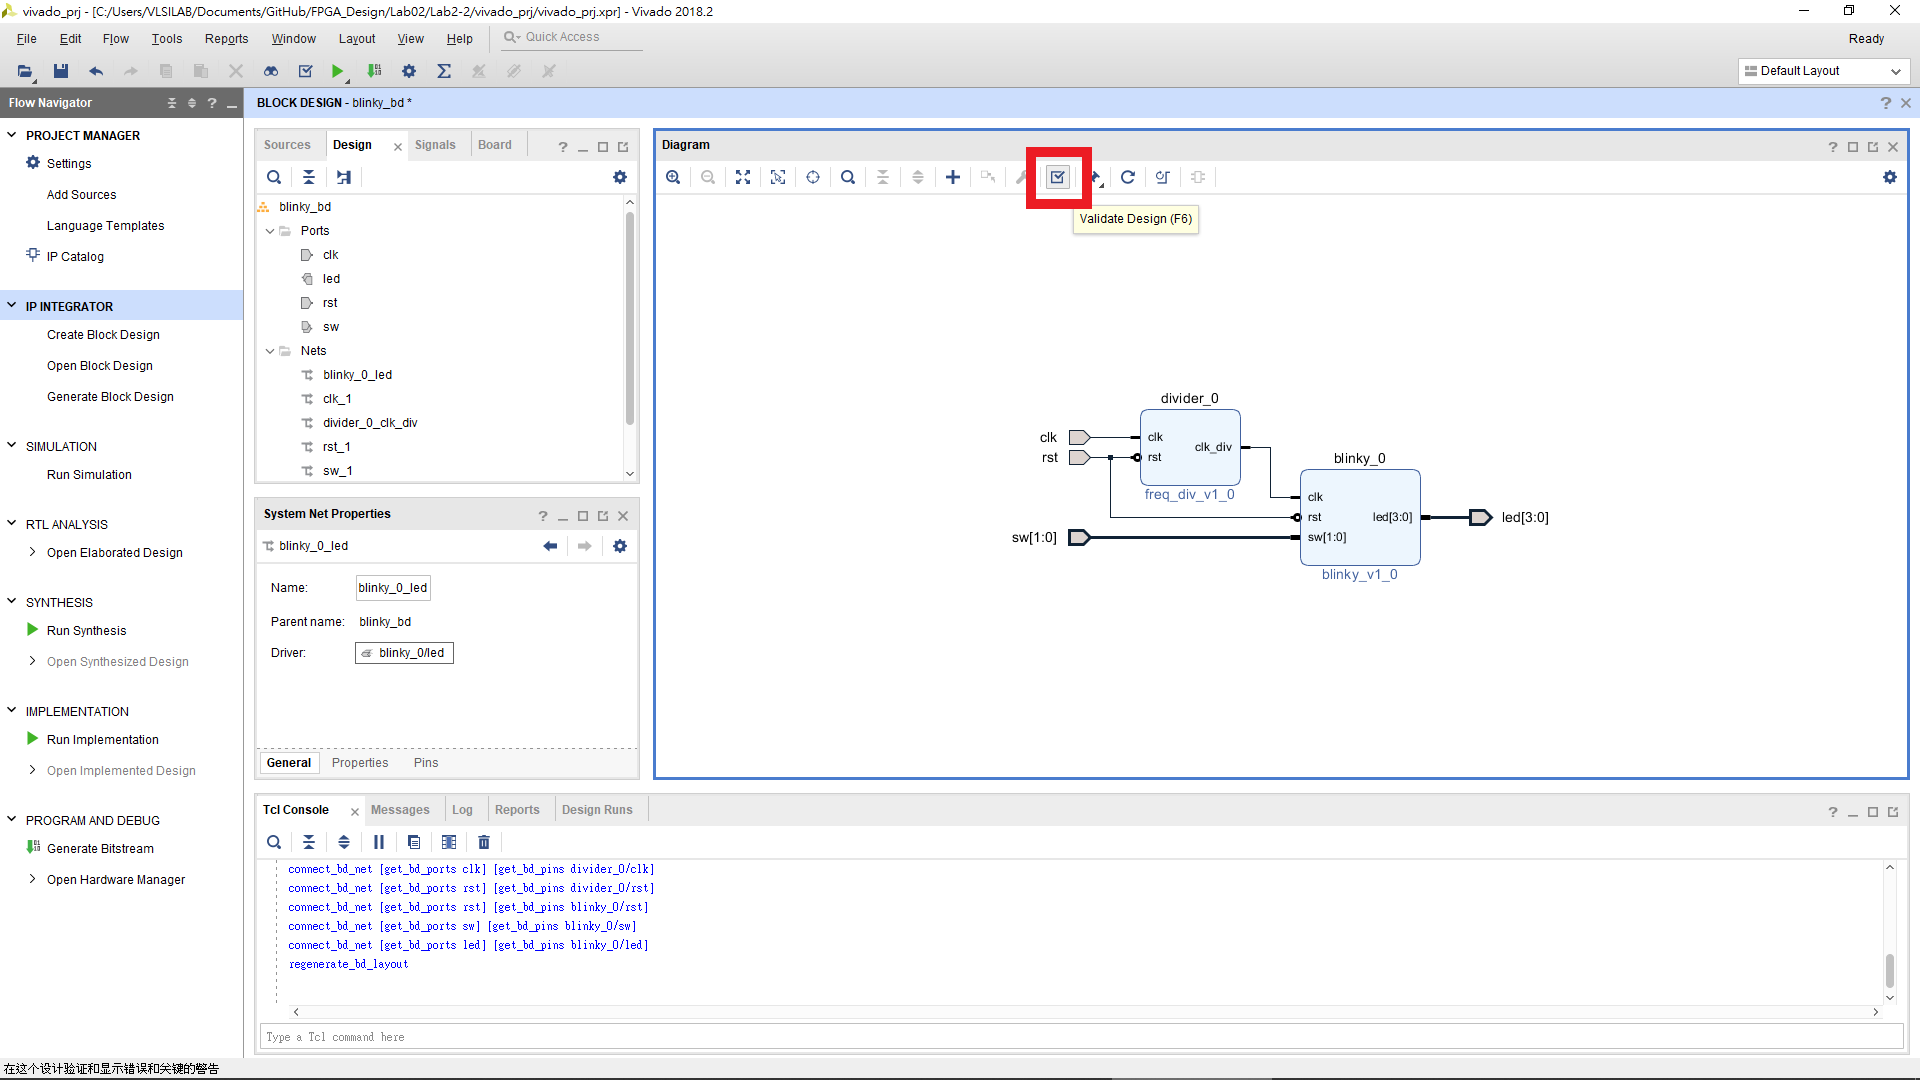 vivado_prj - [C:/Users/VLSILAB/Documents/GitHub/FPGA_Design/Lab02/Lab2-2/vivado_prj/vivado_prj.xpr] - Vivado 2018.2
File Edit Flow Tools Reports Window Layout View Help Quick Access
Ready
Default Layout
Flow Navigator
BLOCK DESIGN - blinky_bd *
PROJECT MANAGER
Settings
Add Sources
Language Templates
IP Catalog
IP INTEGRATOR
Create Block Design
Open Block Design
Generate Block Design
SIMULATION
Run Simulation
RTL ANALYSIS
Open Elaborated Design
SYNTHESIS
Run Synthesis
Open Synthesized Design
IMPLEMENTATION
Run Implementation
Open Implemented Design
PROGRAM AND DEBUG
Generate Bitstream
Open Hardware Manager
Sources Design Signals Board
blinky_bd
Ports
clk
led
rst
sw
Nets
blinky_0_led
clk_1
divider_0_clk_div
rst_1
sw_1
System Net Properties
blinky_0_led
Name: blinky_0_led
Parent name: blinky_bd
Driver: blinky_0/led
General Properties Pins
Diagram
Validate Design (F6)
divider_0
clk
rst
clk
rst
clk_div
freq_div_v1_0
blinky_0
clk
rst
sw[1:0]
led[3:0]
blinky_v1_0
sw[1:0]
led[3:0]
Tcl Console Messages Log Reports Design Runs
connect_bd_net [get_bd_ports clk] [get_bd_pins divider_0/clk]
connect_bd_net [get_bd_ports rst] [get_bd_pins divider_0/rst]
connect_bd_net [get_bd_ports rst] [get_bd_pins blinky_0/rst]
connect_bd_net [get_bd_ports sw] [get_bd_pins blinky_0/sw]
connect_bd_net [get_bd_ports led] [get_bd_pins blinky_0/led]
regenerate_bd_layout
Type a Tcl command here
在这个设计验证和显示错误和关键的警告